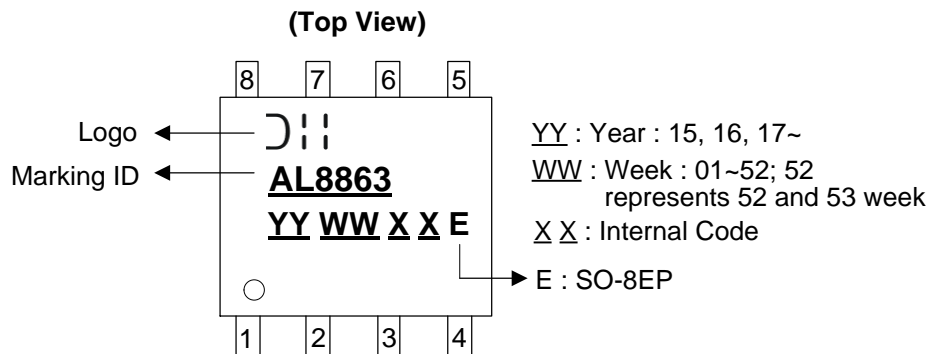 (Top View)
8 7 6 5
Logo
Marking ID
AL8863
YY WW X X E
YY : Year : 15, 16, 17~
WW : Week : 01~52; 52
represents 52 and 53 week
X X : Internal Code
E : SO-8EP
1 2 3 4